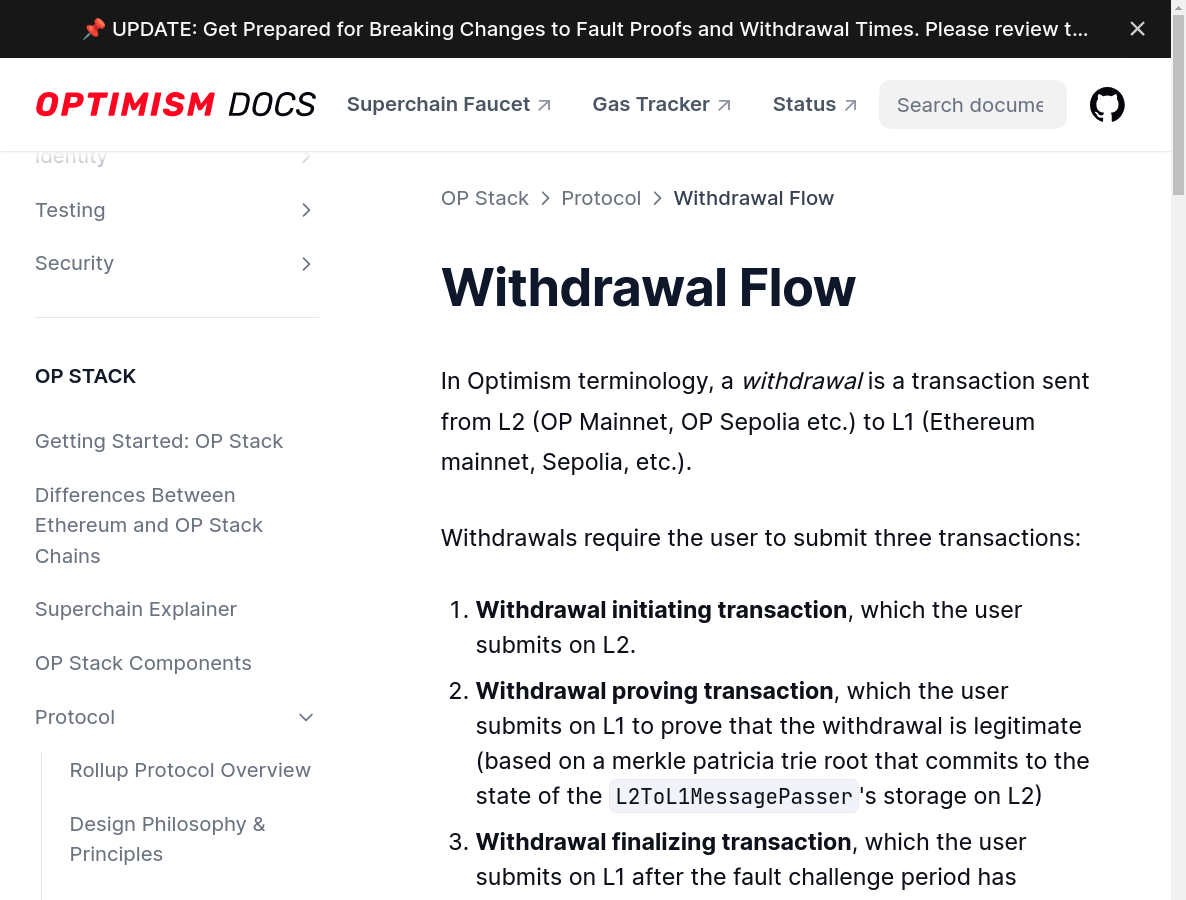 📌 UPDATE: Get Prepared for Breaking Changes to Fault Proofs and Withdrawal Times. Please review t...
OPTIMISM DOCS
Superchain Faucet
Gas Tracker
Status
Search docume
Identity
Testing
Security
OP STACK
Getting Started: OP Stack
Differences Between
Ethereum and OP Stack
Chains
Superchain Explainer
OP Stack Components
Protocol
Rollup Protocol Overview
Design Philosophy &
Principles
OP Stack > Protocol > Withdrawal Flow
Withdrawal Flow
In Optimism terminology, a withdrawal is a transaction sent
from L2 (OP Mainnet, OP Sepolia etc.) to L1 (Ethereum
mainnet, Sepolia, etc.).
Withdrawals require the user to submit three transactions:
1. Withdrawal initiating transaction, which the user
submits on L2.
2. Withdrawal proving transaction, which the user
submits on L1 to prove that the withdrawal is legitimate
(based on a merkle patricia trie root that commits to the
state of the L2ToL1MessagePasser's storage on L2)
3. Withdrawal finalizing transaction, which the user
submits on L1 after the fault challenge period has